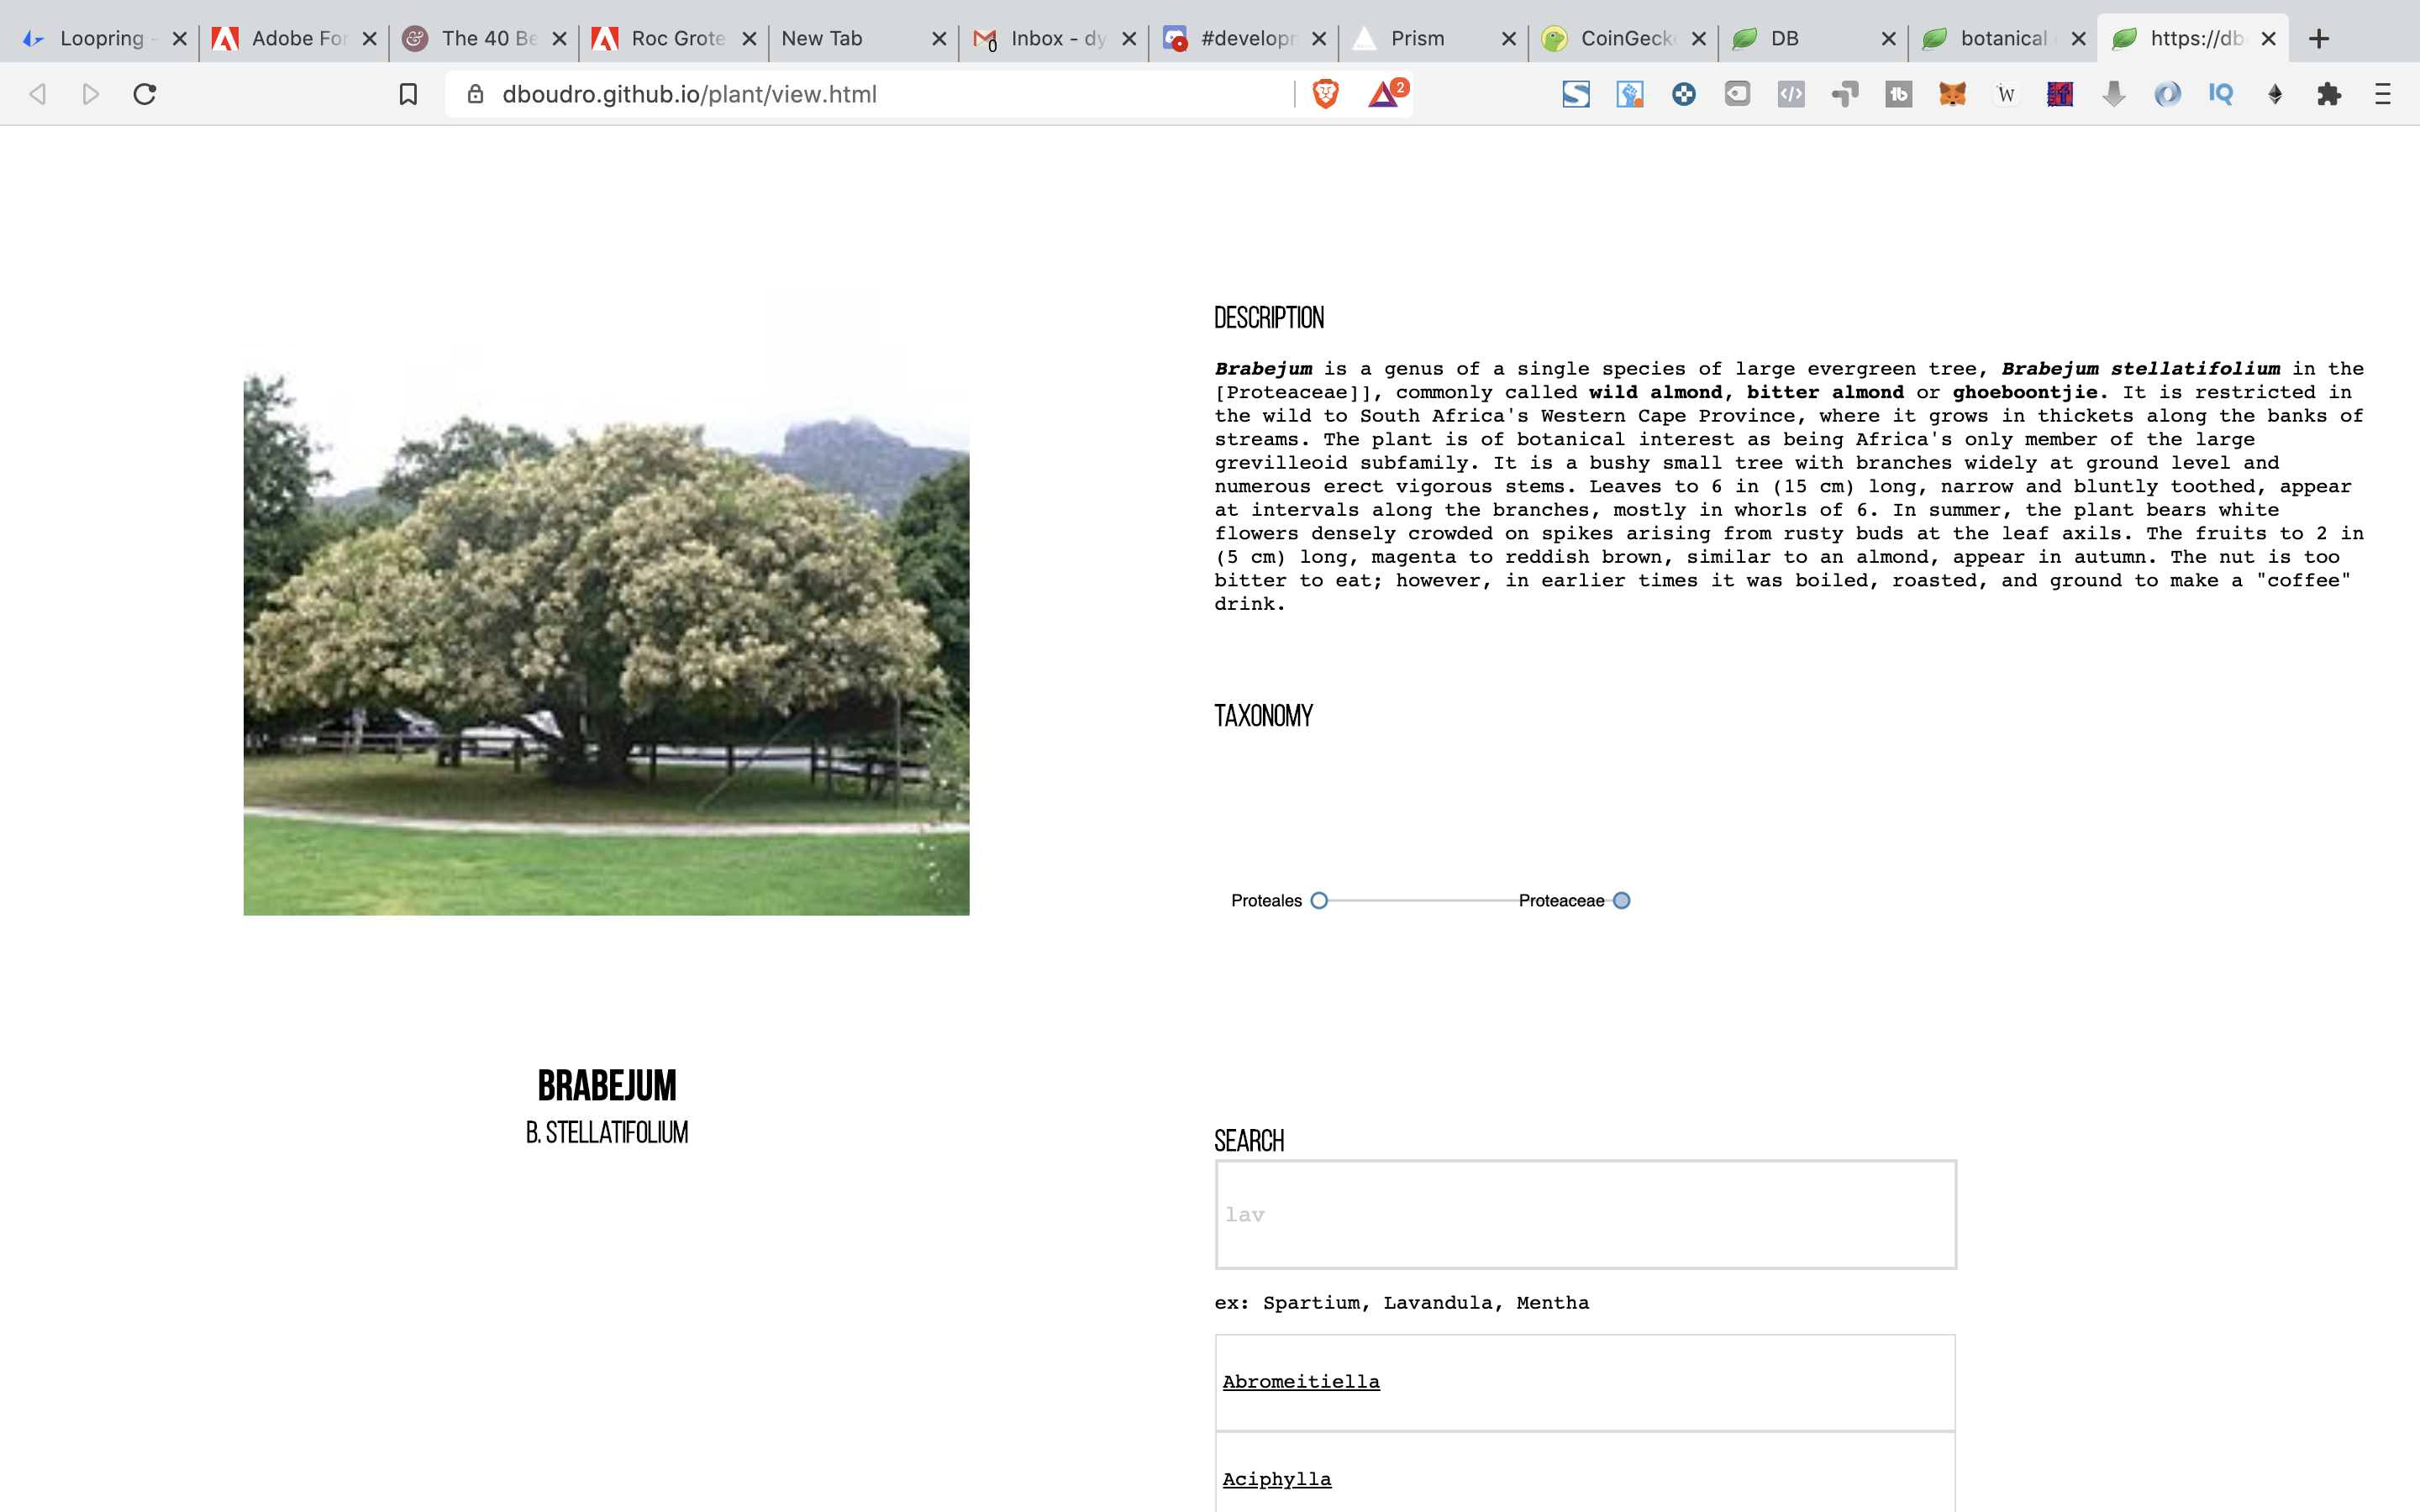 Loopring -
Adobe For
The 40 Be
Roc Grote
New Tab
Inbox - dy
#developm
Prism
CoinGecko
DB
botanical
https://db
dboudro.github.io/plant/view.html
2
</>
1b
W
IQ
DESCRIPTION
Brabejum is a genus of a single species of large evergreen tree, Brabejum stellatifolium in the
[Proteaceae]], commonly called wild almond, bitter almond or ghoeboontjie. It is restricted in
the wild to South Africa's Western Cape Province, where it grows in thickets along the banks of
streams. The plant is of botanical interest as being Africa's only member of the large
grevilleoid subfamily. It is a bushy small tree with branches widely at ground level and
numerous erect vigorous stems. Leaves to 6 in (15 cm) long, narrow and bluntly toothed, appear
at intervals along the branches, mostly in whorls of 6. In summer, the plant bears white
flowers densely crowded on spikes arising from rusty buds at the leaf axils. The fruits to 2 in
(5 cm) long, magenta to reddish brown, similar to an almond, appear in autumn. The nut is too
bitter to eat; however, in earlier times it was boiled, roasted, and ground to make a "coffee"
drink.
TAXONOMY
Proteales
Proteaceae
BRABEJUM
B. STELLATIFOLIUM
SEARCH
lav
ex: Spartium, Lavandula, Mentha
Abromeitiella
Aciphylla